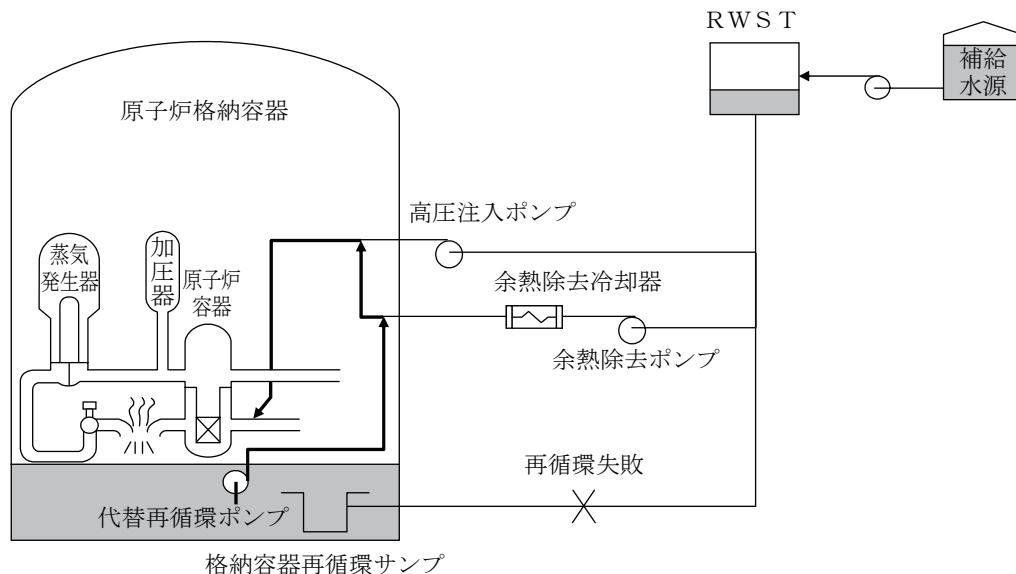 RWST
補給
水源
原子炉格納容器
高圧注入ポンプ
蒸気
発生器
加
圧
器
原子炉
容器
余熱除去冷却器
余熱除去ポンプ
再循環失敗
代替再循環ポンプ
格納容器再循環サンプ